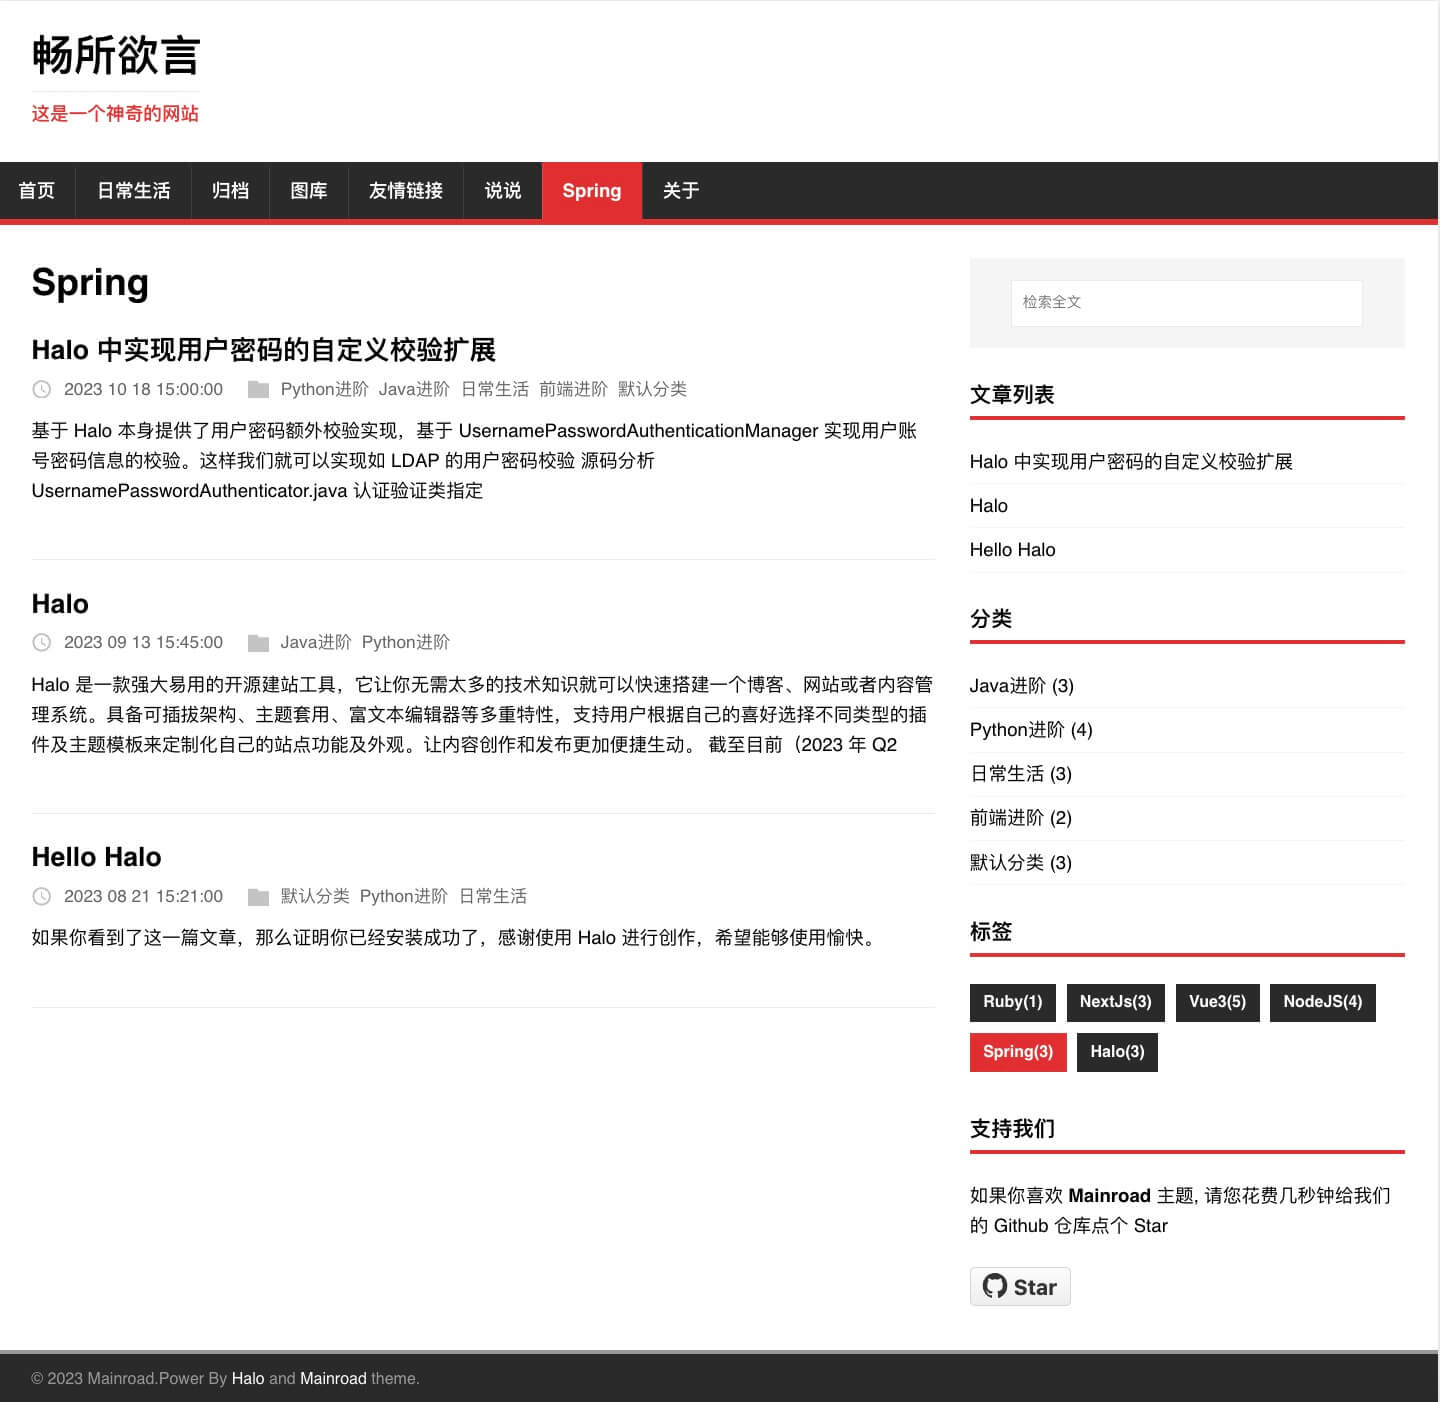 畅所欲言
这是一个神奇的网站
首页 日常生活 归档 图库 友情链接 说说 Spring 关于
Spring
Halo 中实现用户密码的自定义校验扩展
2023 10 18 15:00:00 Python进阶 Java进阶 日常生活 前端进阶 默认分类
基于 Halo 本身提供了用户密码额外校验实现，基于 UsernamePasswordAuthenticationManager 实现用户账
号密码信息的校验。这样我们就可以实现如 LDAP 的用户密码校验 源码分析
UsernamePasswordAuthenticator.java 认证验证类指定
Halo
2023 09 13 15:45:00 Java进阶 Python进阶
Halo 是一款强大易用的开源建站工具，它让你无需太多的技术知识就可以快速搭建一个博客、网站或者内容管
理系统。具备可插拔架构、主题套用、富文本编辑器等多重特性，支持用户根据自己的喜好选择不同类型的插
件及主题模板来定制化自己的站点功能及外观。让内容创作和发布更加便捷生动。 截至目前（2023 年 Q2
Hello Halo
2023 08 21 15:21:00 默认分类 Python进阶 日常生活
如果你看到了这一篇文章，那么证明你已经安装成功了，感谢使用 Halo 进行创作，希望能够使用愉快。
检索全文
文章列表
Halo 中实现用户密码的自定义校验扩展
Halo
Hello Halo
分类
Java进阶 (3)
Python进阶 (4)
日常生活 (3)
前端进阶 (2)
默认分类 (3)
标签
Ruby(1) NextJs(3) Vue3(5) NodeJS(4)
Spring(3) Halo(3)
支持我们
如果你喜欢 Mainroad 主题, 请您花费几秒钟给我们
的 Github 仓库点个 Star
Star
© 2023 Mainroad.Power By Halo and Mainroad theme.